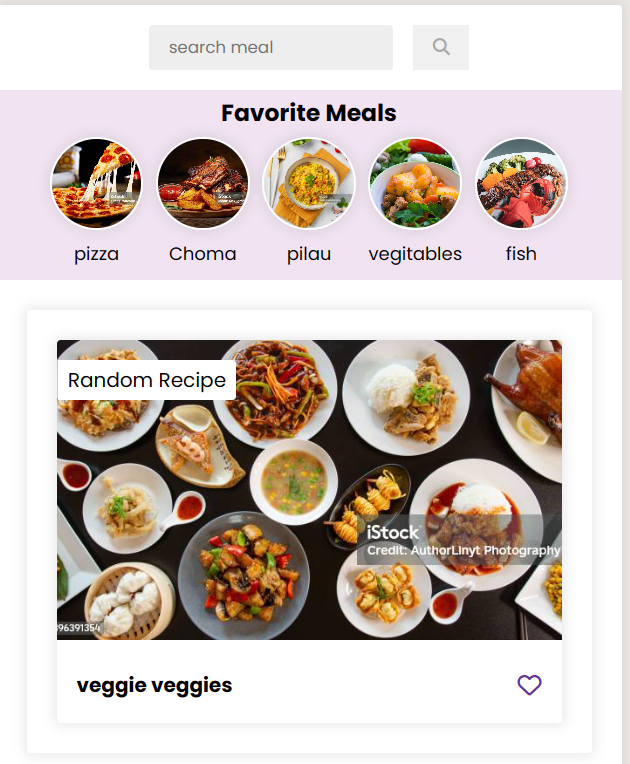 search meal
Favorite Meals
pizza
Choma
pilau
vegitables
fish
Random Recipe
iStock
Credit: AuthorLinyt Photography
96391354
veggie veggies